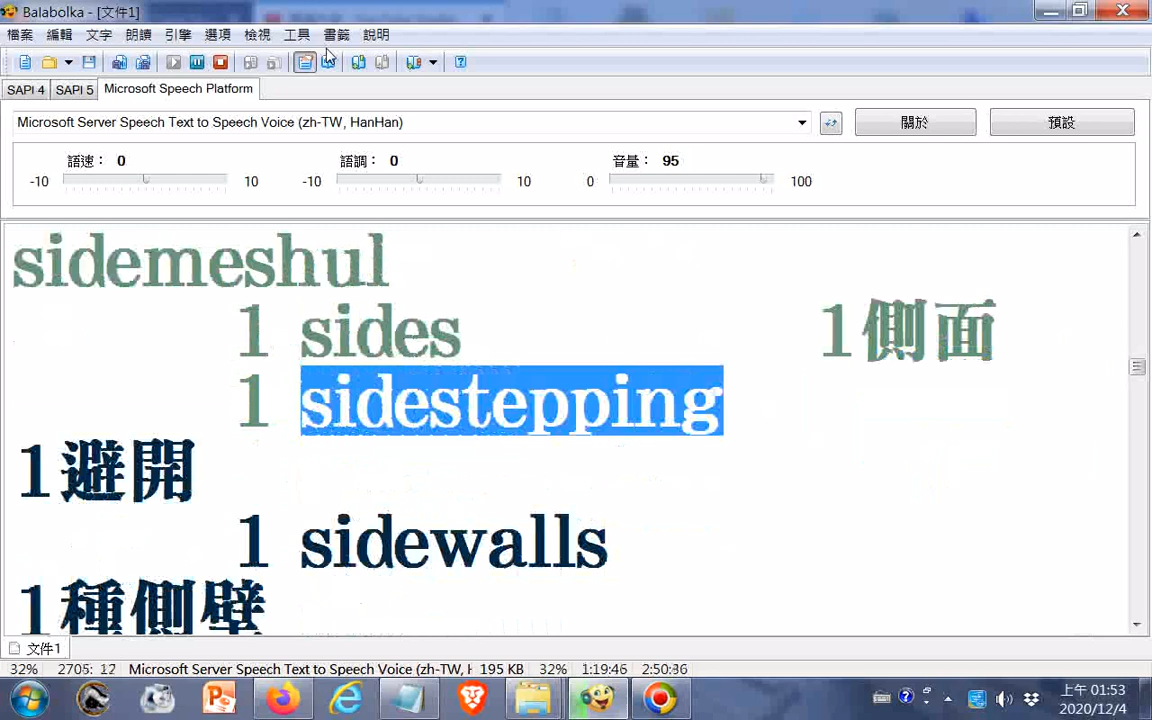 Balabolka - [文件1]
檔案 編輯 文字 朗讀 引擎 選項 檢視 工具 書籤 說明
SAPI 4 SAPI 5 Microsoft Speech Platform
Microsoft Server Speech Text to Speech Voice (zh-TW, HanHan) 關於 預設
語速： 0 語調： 0 音量： 95
-10 10 -10 10 0 100
sidemeshul
1 sides 1側面
1 sidestepping
1避開
1 sidewalls
1種側壁
文件1
32% 2705: 12 Microsoft Server Speech Text to Speech Voice (zh-TW, 195 KB 32% 1:19:46 2:50:36
上午 01:53
2020/12/4